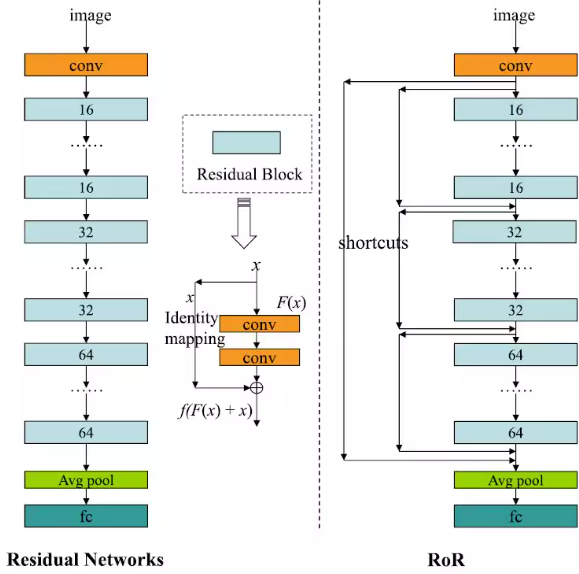 image
conv
16
......
16
32
......
32
64
......
64
Avg pool
fc
Residual Networks
Residual Block
x
x
F(x)
Identity
mapping
conv
conv
f(F(x) + x)
image
conv
16
......
16
shortcuts
32
......
32
64
......
64
Avg pool
fc
RoR